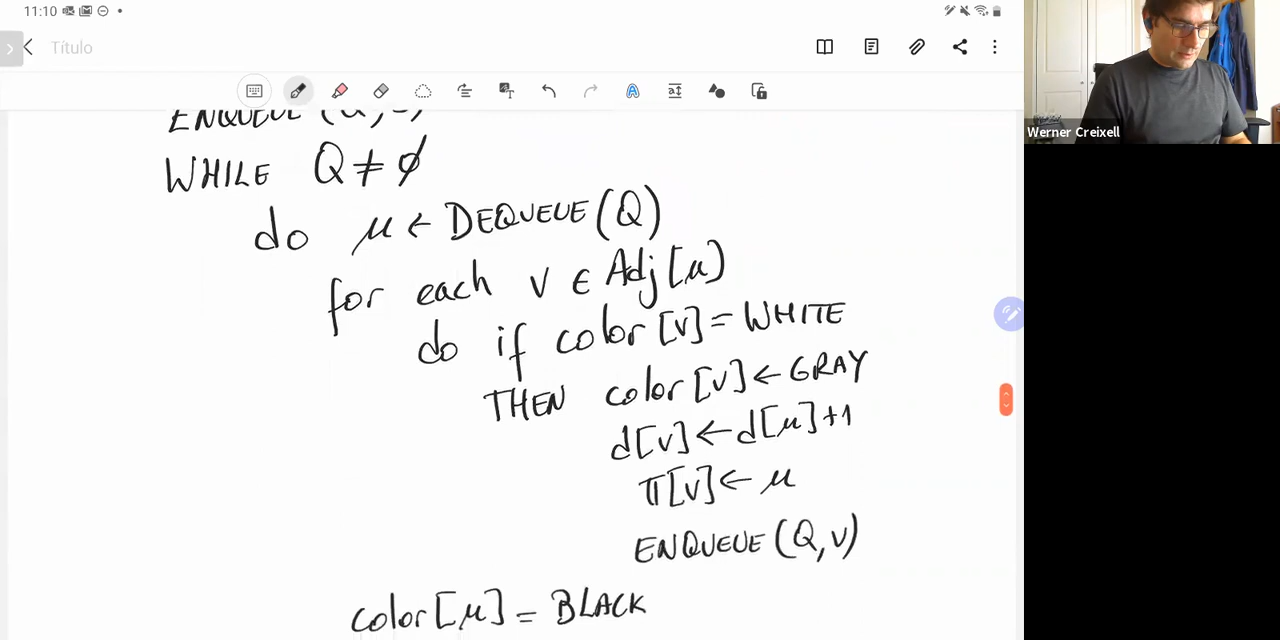 11:10
Título
Werner Creixell
ENQUEUE (Q,
WHILE Q ≠ ∅
do μ ← DEQUEUE(Q)
for each v ∈ Adj[μ]
do if color[v] = WHITE
THEN color[v] ← GRAY
d[v] ← d[μ]+1
π[v] ← μ
ENQUEUE(Q,v)
color[μ] = BLACK